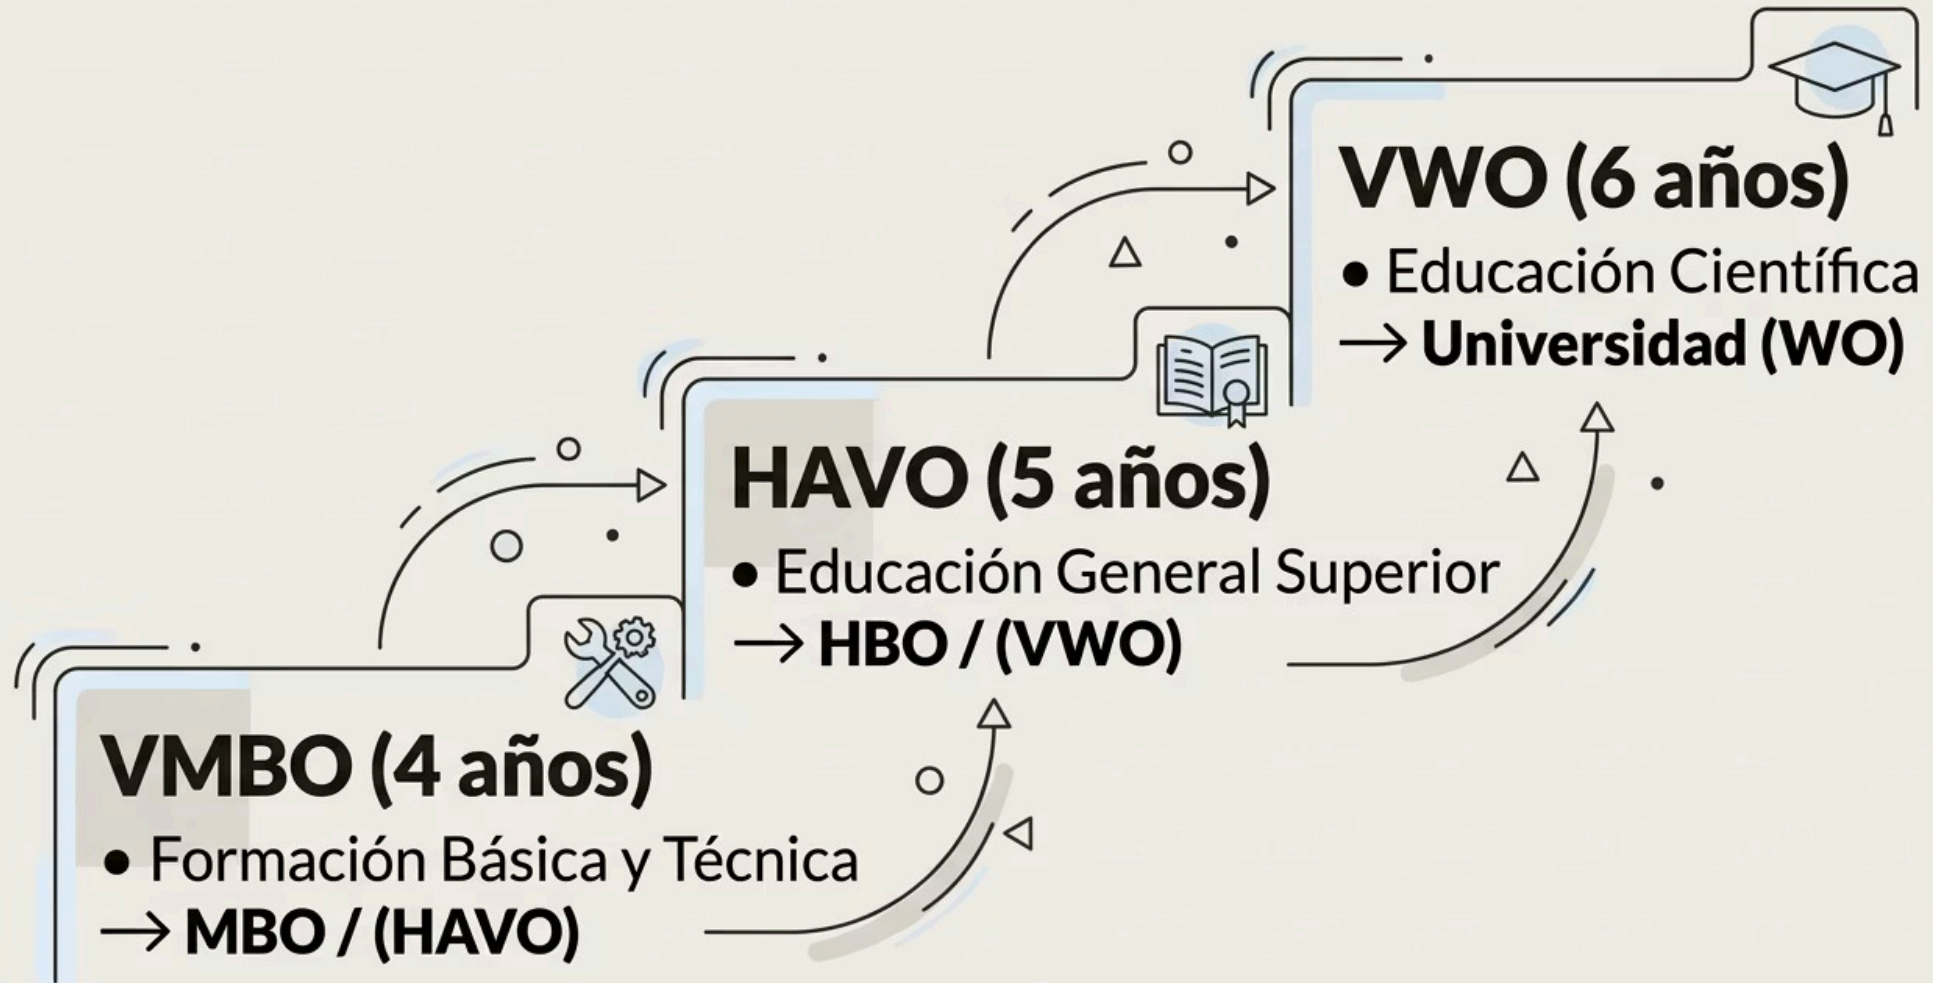 VWO (6 años)
• Educación Científica
→ Universidad (WO)
HAVO (5 años)
• Educación General Superior
→ HBO / (VWO)
VMBO (4 años)
• Formación Básica y Técnica
→ MBO / (HAVO)